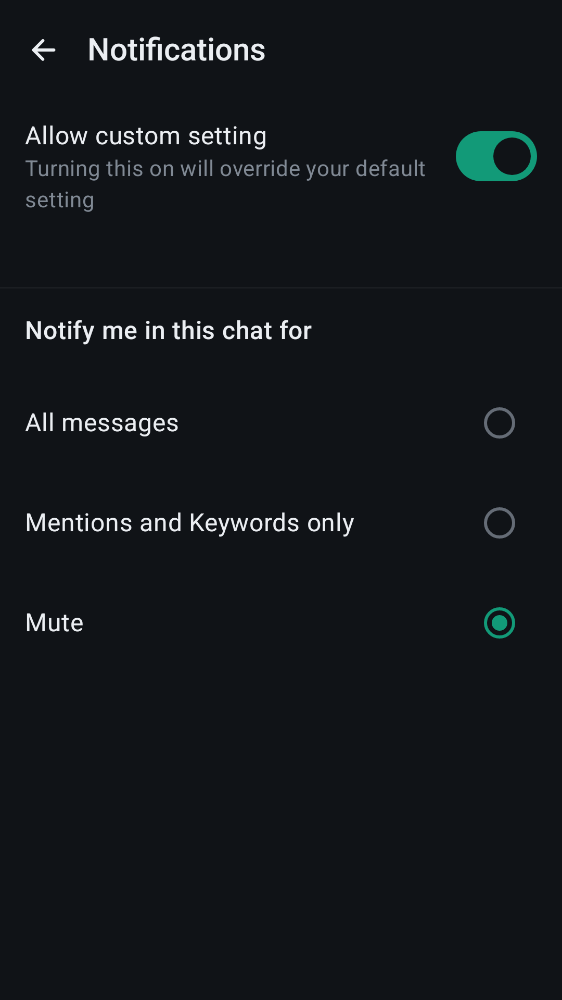 Notifications
Allow custom setting
Turning this on will override your default
setting
Notify me in this chat for
All messages
Mentions and Keywords only
Mute